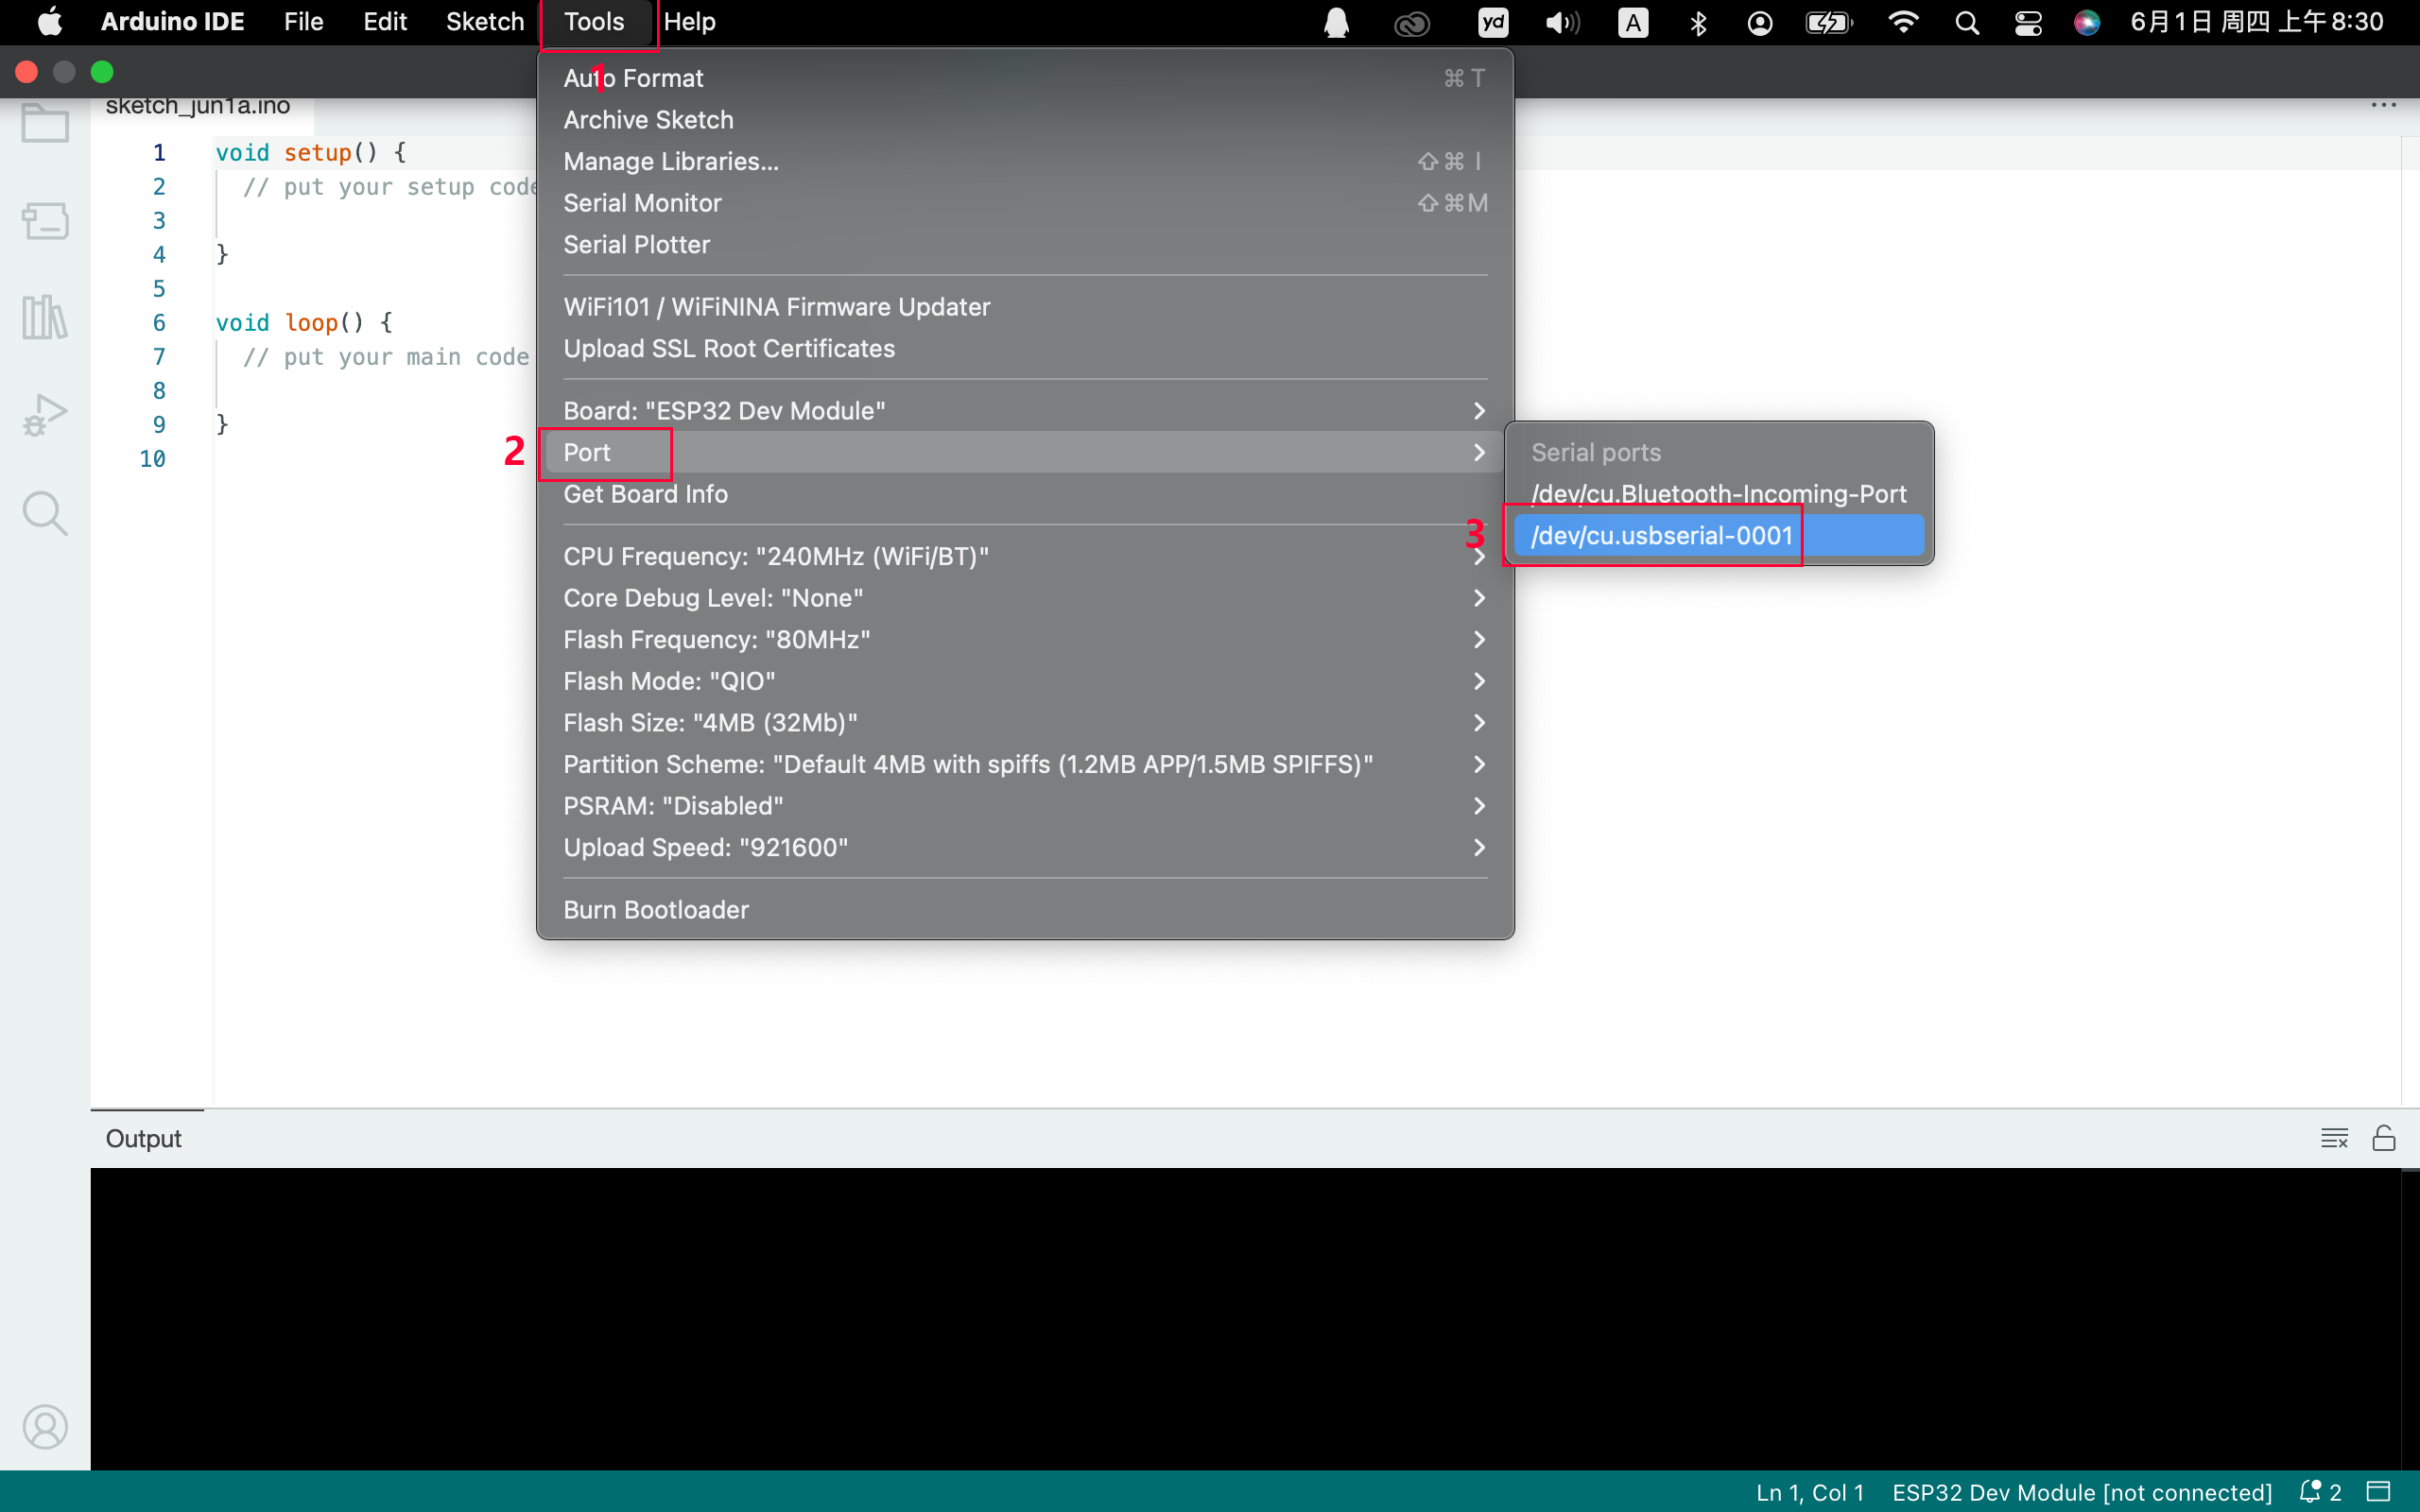 Arduino IDE File Edit Sketch Tools Help yd A 6月1日 周四 上午8:30
1
Auto Format ⌘ T
Archive Sketch
Manage Libraries... ⇧⌘ I
Serial Monitor ⇧⌘M
Serial Plotter
WiFi101 / WiFiNINA Firmware Updater
Upload SSL Root Certificates
Board: "ESP32 Dev Module"
2 Port
Get Board Info
CPU Frequency: "240MHz (WiFi/BT)"
Core Debug Level: "None"
Flash Frequency: "80MHz"
Flash Mode: "QIO"
Flash Size: "4MB (32Mb)"
Partition Scheme: "Default 4MB with spiffs (1.2MB APP/1.5MB SPIFFS)"
PSRAM: "Disabled"
Upload Speed: "921600"
Burn Bootloader
Serial ports
/dev/cu.Bluetooth-Incoming-Port
3 /dev/cu.usbserial-0001
sketch_jun1a.ino ...
1 void setup() {
2 // put your setup code
3
4 }
5
6 void loop() {
7 // put your main code
8
9 }
10
Output
Ln 1, Col 1 ESP32 Dev Module [not connected] 2